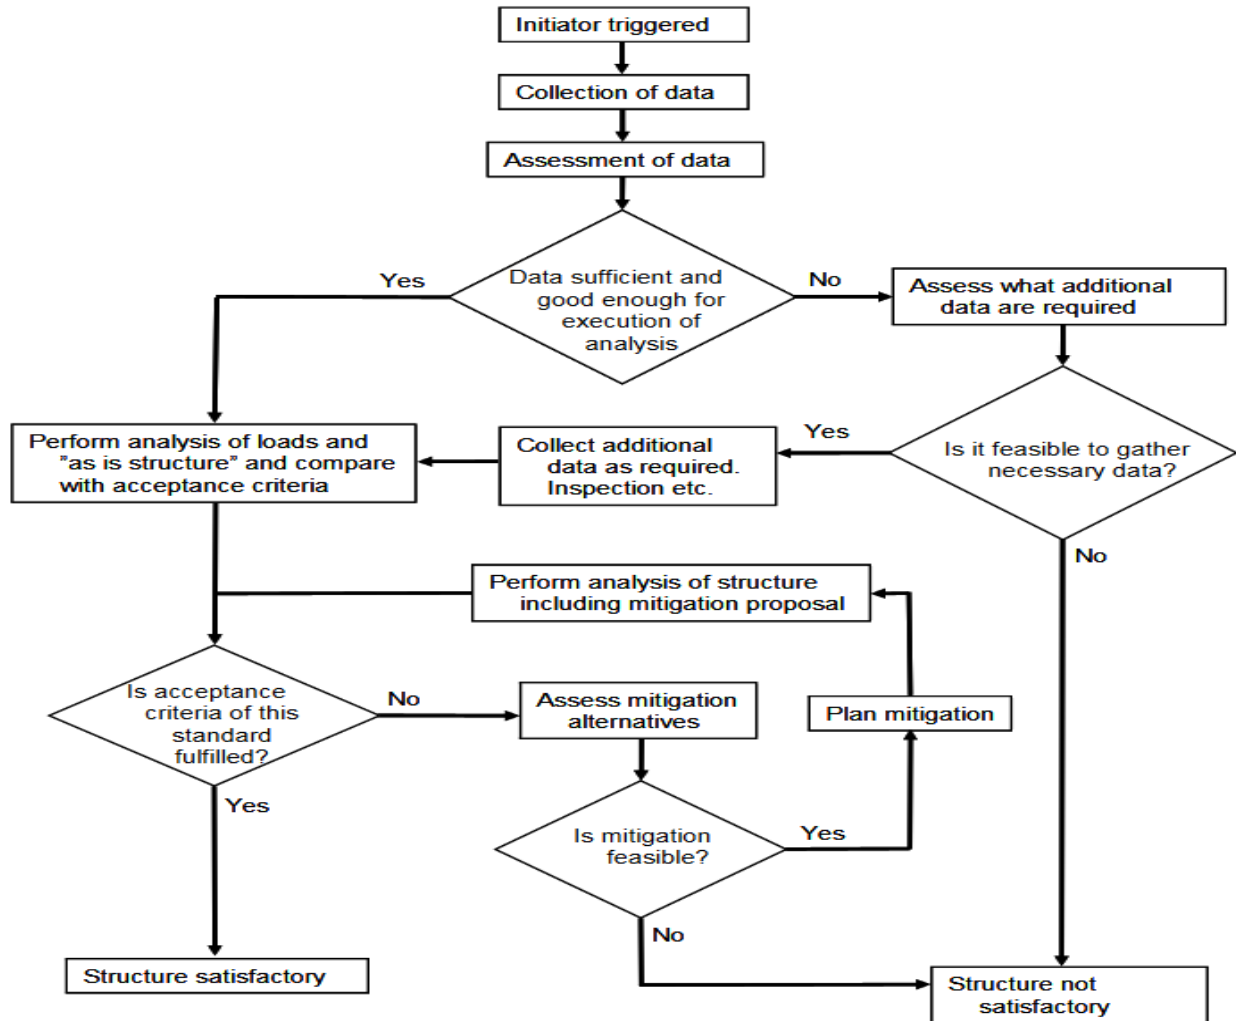 Initiator triggered
Collection of data
Assessment of data
Data sufficient and
good enough for
execution of
analysis
Yes
No
Assess what additional
data are required
Perform analysis of loads and
"as is structure" and compare
with acceptance criteria
Collect additional
data as required.
Inspection etc.
Yes
Is it feasible to gather
necessary data?
No
Perform analysis of structure
including mitigation proposal
Is acceptance
criteria of this
standard
fulfilled?
No
Assess mitigation
alternatives
Plan mitigation
Yes
Is mitigation
feasible?
Yes
No
Structure satisfactory
Structure not
satisfactory